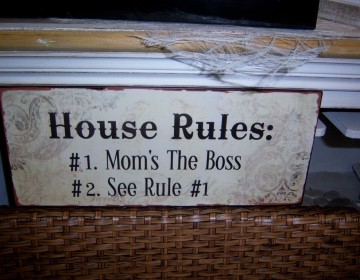 House Rules:
#1. Mom's The Boss
#2. See Rule #1